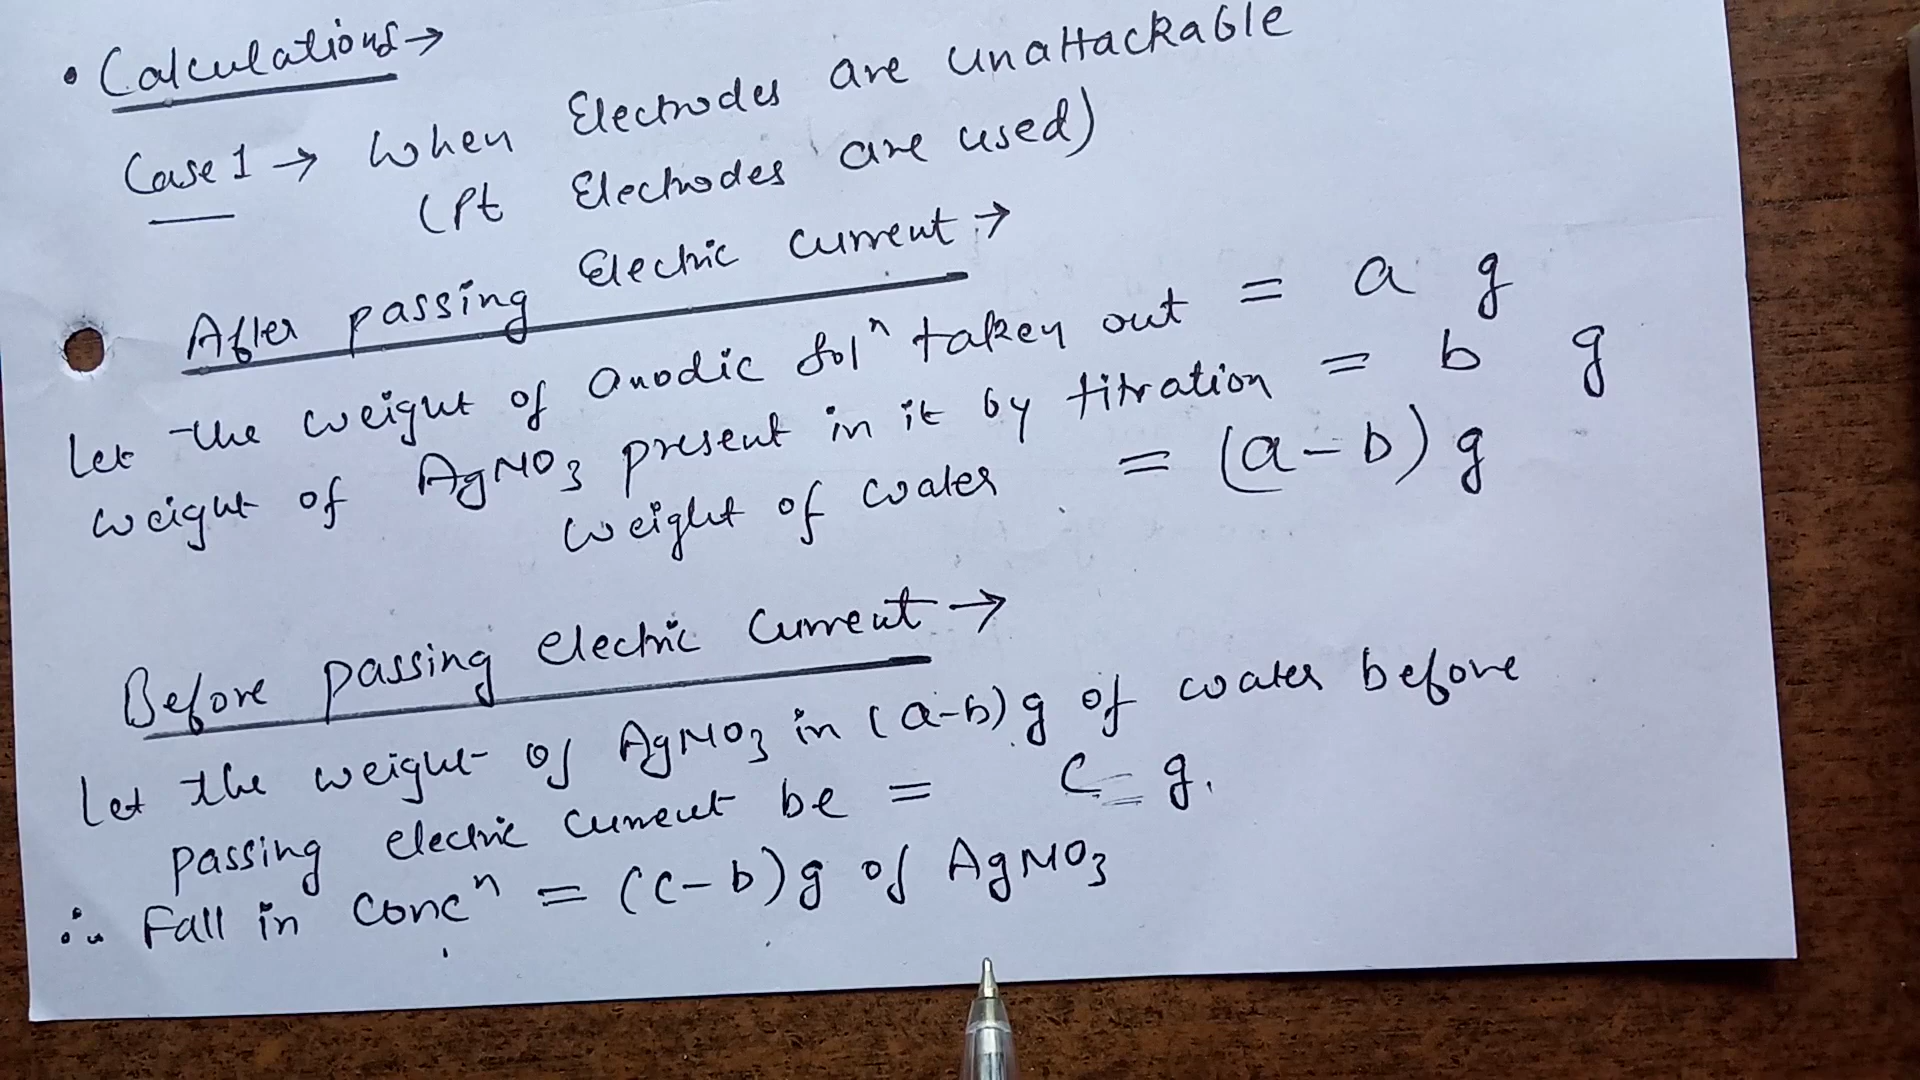 • Calculations →
Case 1 → When Electrodes are unattackable
(Pt Electrodes are used)
After passing Electric current →
Let the weight of anodic solⁿ taken out = a g
weight of AgNO₃ present in it by titration = b g
weight of water = (a-b) g
Before passing electric current →
Let the weight of AgNO₃ in (a-b) g of water before
passing electric current be = c g.
∴ Fall in concⁿ = (c-b) g of AgNO₃